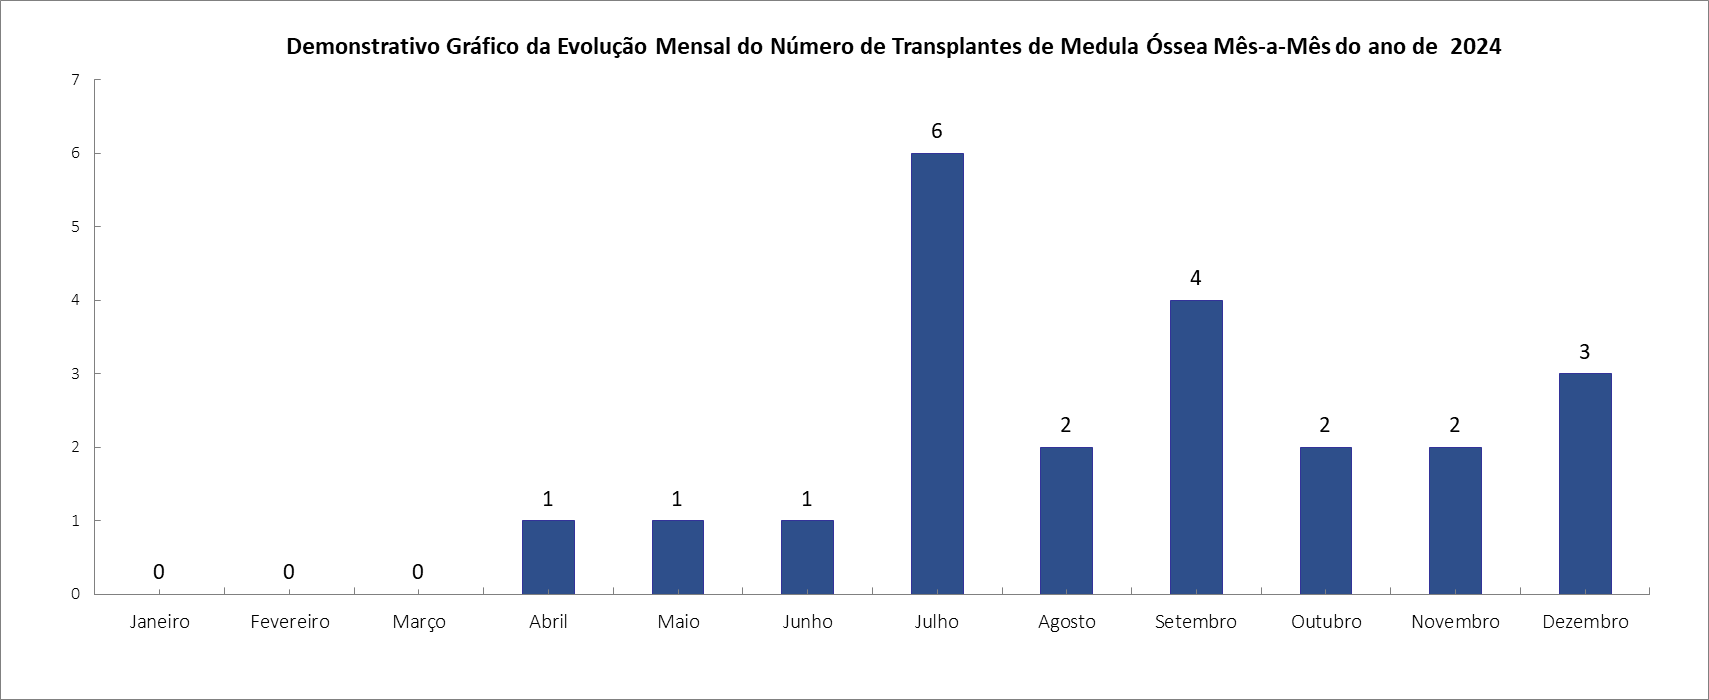 Demonstrativo Gráfico da Evolução Mensal do Número de Transplantes de Medula Óssea Mês-a-Mês do ano de 2024
7
6
5
4
3
2
1
0
0 0 0 1 1 1 6 2 4 2 2 3
Janeiro Fevereiro Março Abril Maio Junho Julho Agosto Setembro Outubro Novembro Dezembro